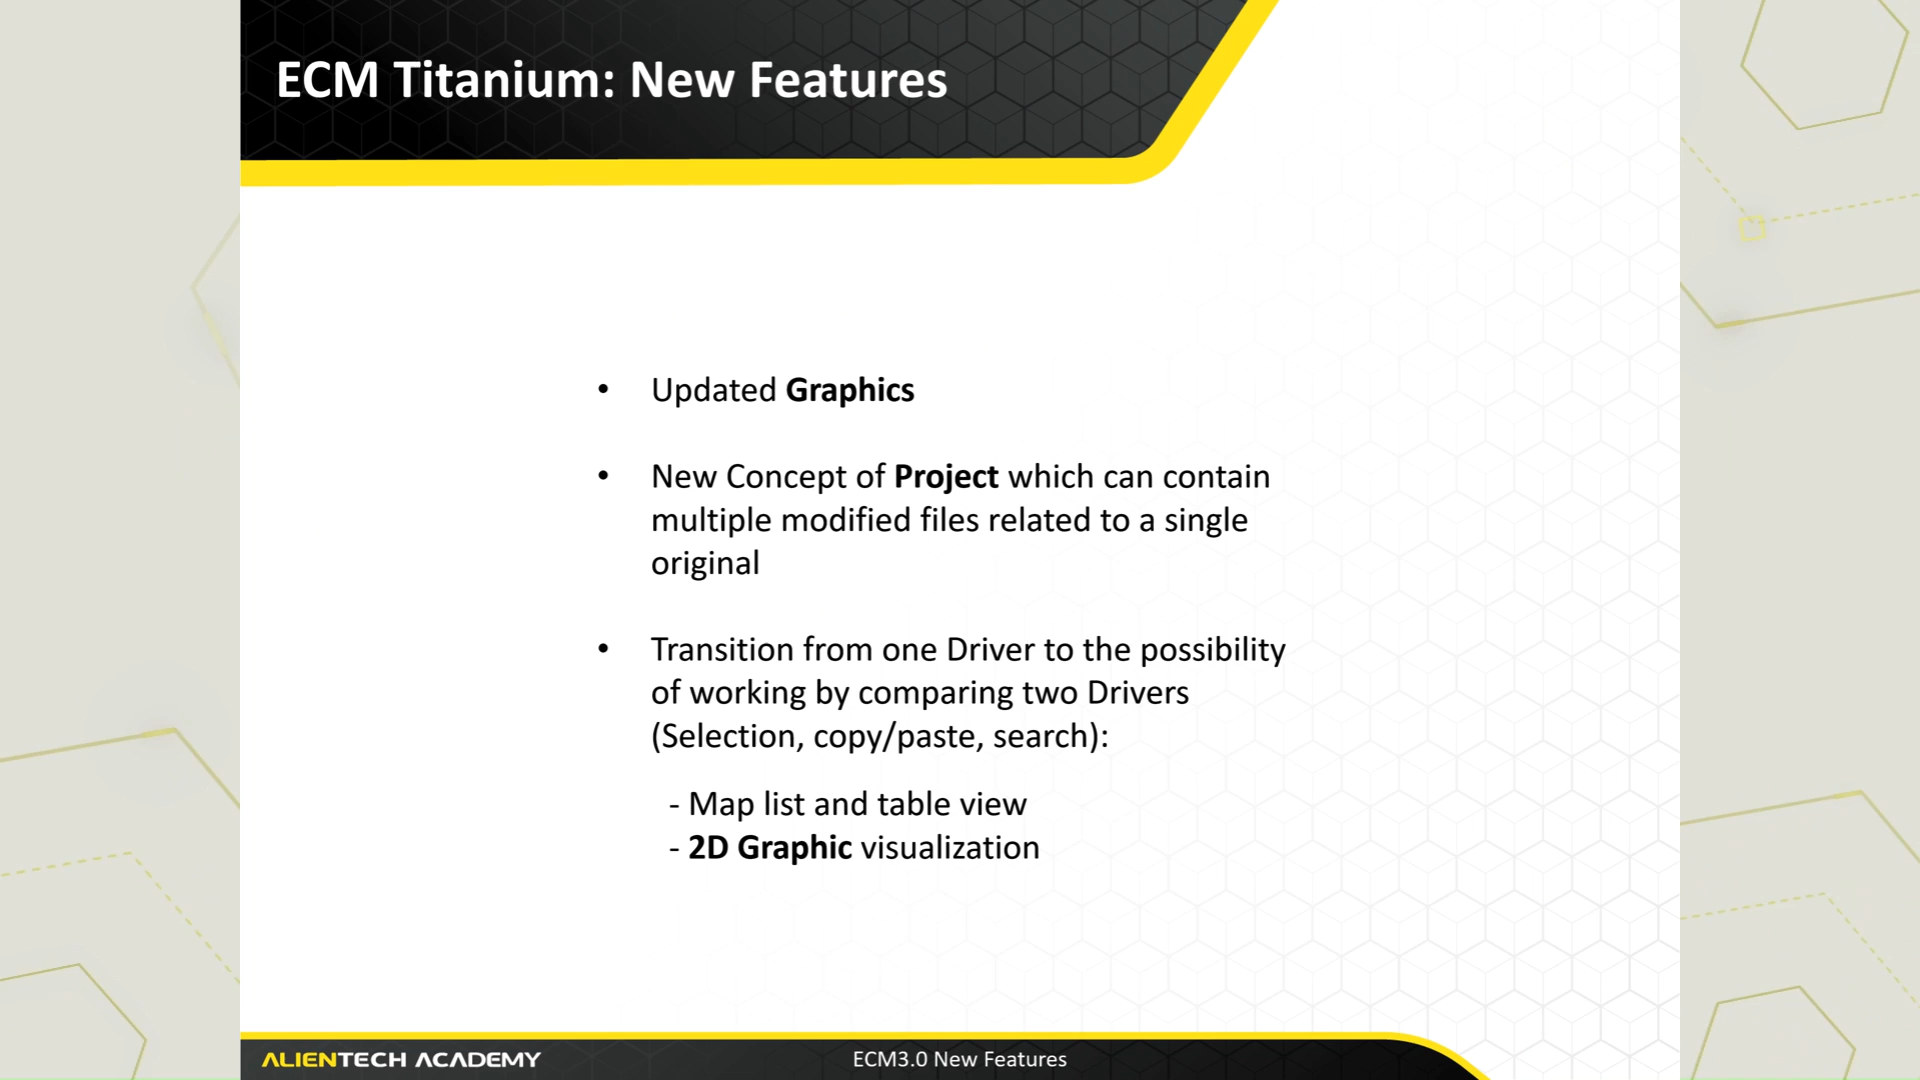 ECM Titanium: New Features
• Updated Graphics
• New Concept of Project which can contain
multiple modified files related to a single
original
• Transition from one Driver to the possibility
of working by comparing two Drivers
(Selection, copy/paste, search):
- Map list and table view
- 2D Graphic visualization
ALIENTECH ACADEMY
ECM3.0 New Features